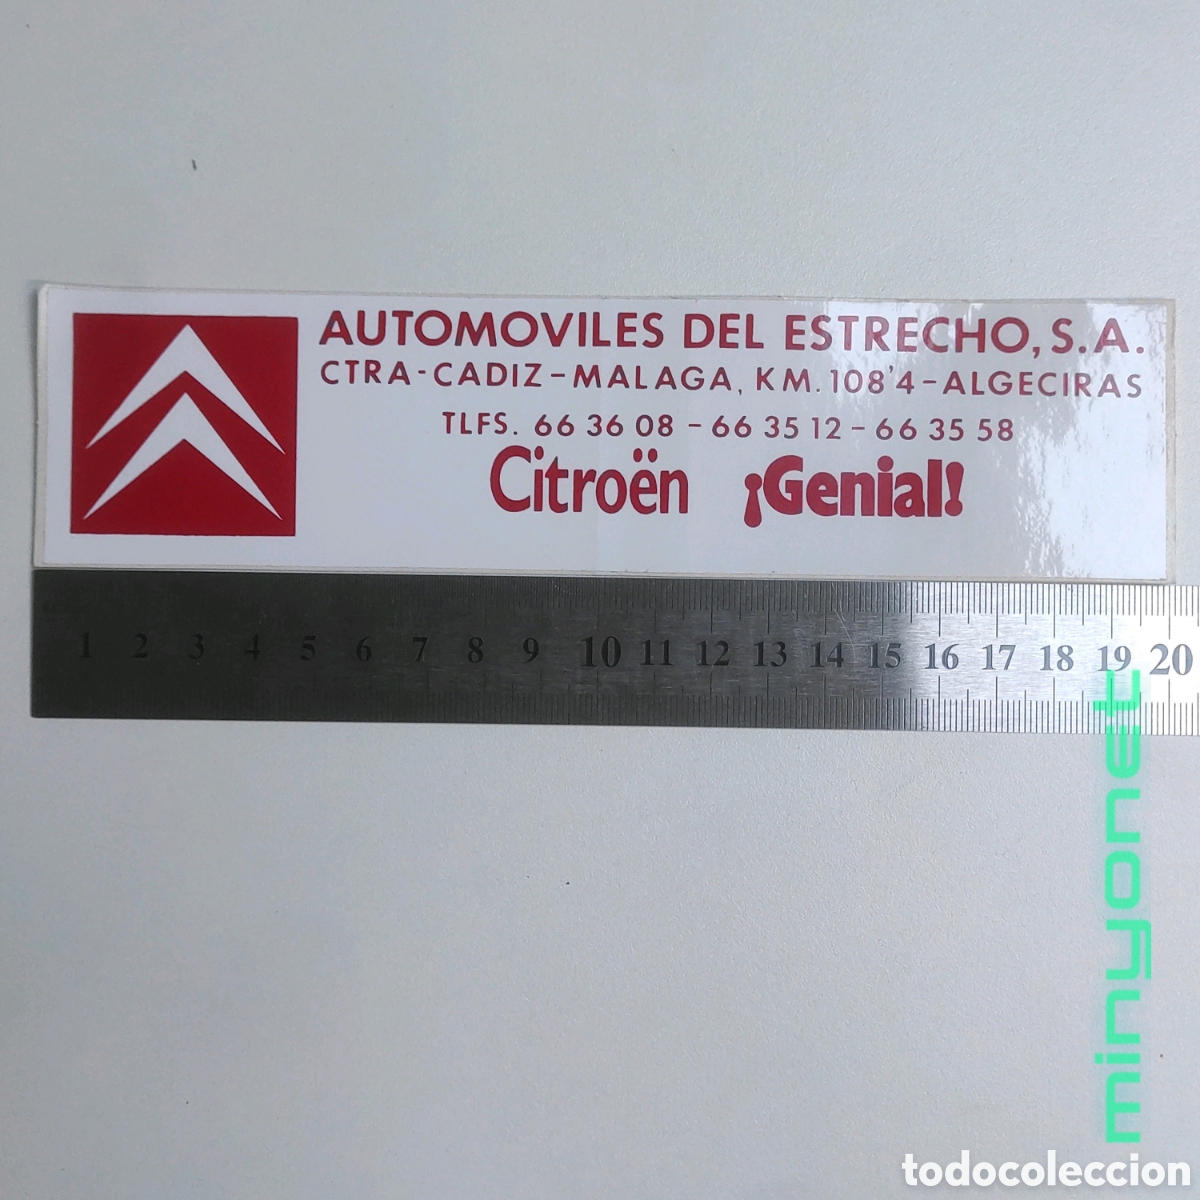 AUTOMOVILES DEL ESTRECHO, S.A.
CTRA-CADIZ-MALAGA, KM. 108'4-ALGECIRAS
TLFS. 66 36 08 - 66 35 12 - 66 35 58
Citroën ¡Genial!
1 2 3 4 5 6 7 8 9 10 11 12 13 14 15 16 17 18 19 20
minyonet
todocoleccion